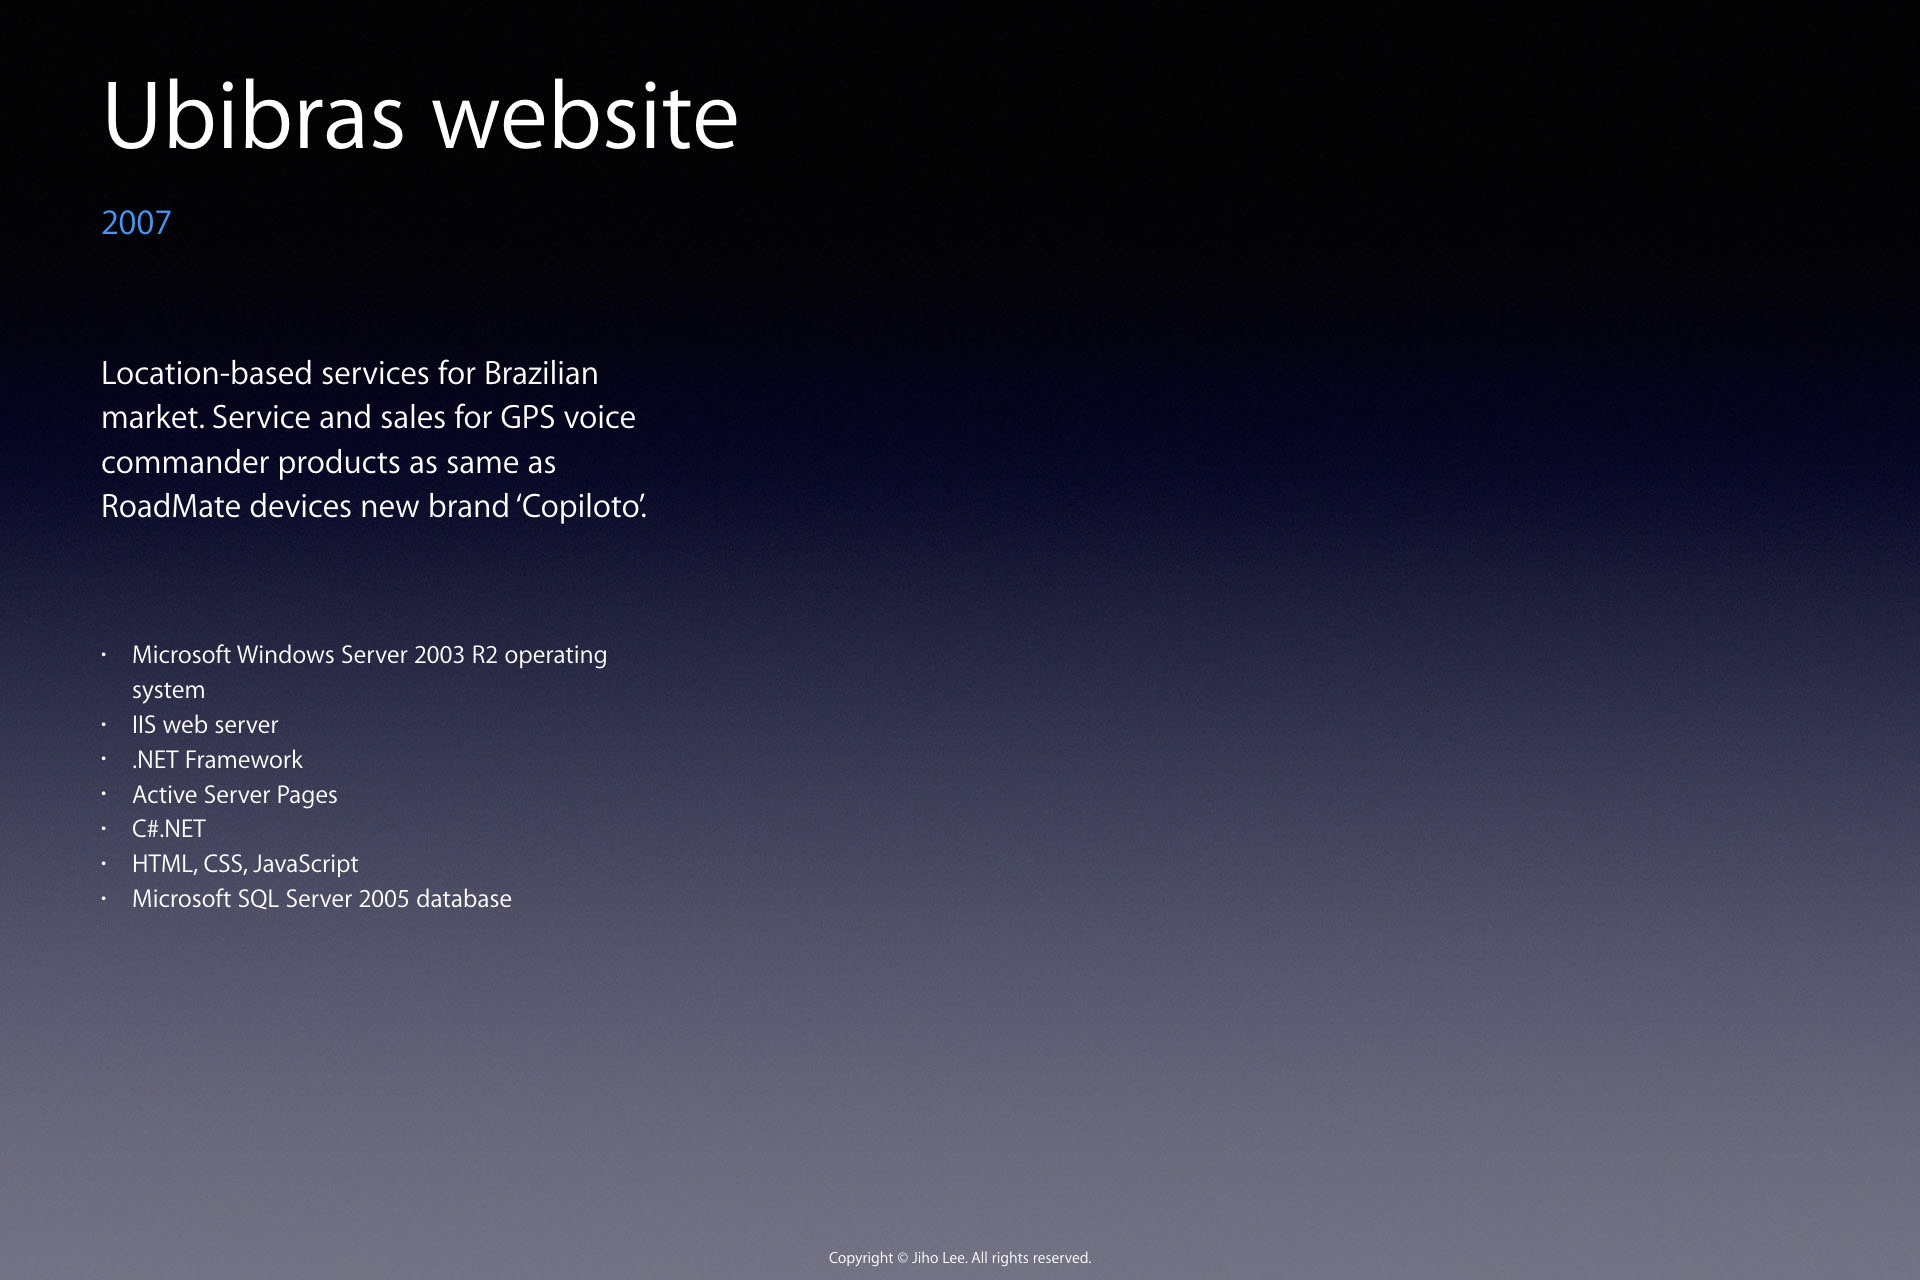 Ubibras website
2007
Location-based services for Brazilian
market. Service and sales for GPS voice
commander products as same as
RoadMate devices new brand ‘Copiloto’.
• Microsoft Windows Server 2003 R2 operating
system
• IIS web server
• .NET Framework
• Active Server Pages
• C#.NET
• HTML, CSS, JavaScript
• Microsoft SQL Server 2005 database
Copyright © Jiho Lee. All rights reserved.